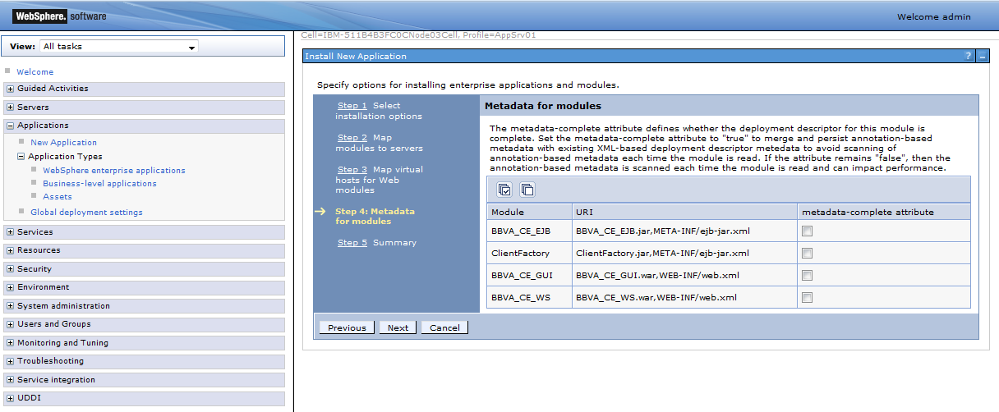 WebSphere. software
Welcome admin
View: All tasks
Welcome
Guided Activities
Servers
Applications
New Application
Application Types
WebSphere enterprise applications
Business-level applications
Assets
Global deployment settings
Services
Resources
Security
Environment
System administration
Users and Groups
Monitoring and Tuning
Troubleshooting
Service integration
UDDI
Cell=IBM-511B4B3FC0CNode03Cell, Profile=AppSrv01
Install New Application
?
Specify options for installing enterprise applications and modules.
Step 1 Select
installation options
Step 2 Map
modules to servers
Step 3 Map virtual
hosts for Web
modules
Step 4: Metadata
for modules
Step 5 Summary
Metadata for modules
The metadata-complete attribute defines whether the deployment descriptor for this module is
complete. Set the metadata-complete attribute to "true" to merge and persist annotation-based
metadata with existing XML-based deployment descriptor metedata to avoid scanning of
annotation-based metadata each time the module is read. If the attribute remains "false", then the
annotation-based metadata is scanned each time the module is read and can impact performance.
Module URI metadata-complete attribute
BBVA_CE_EJB BBVA_CE_EJB.jar,META-INF/ejb-jar.xml
ClientFactory ClientFactory.jar,META-INF/ejb-jar.xml
BBVA_CE_GUI BBVA_CE_GUI.war,WEB-INF/web.xml
BBVA_CE_WS BBVA_CE_WS.war,WEB-INF/web.xml
Previous Next Cancel